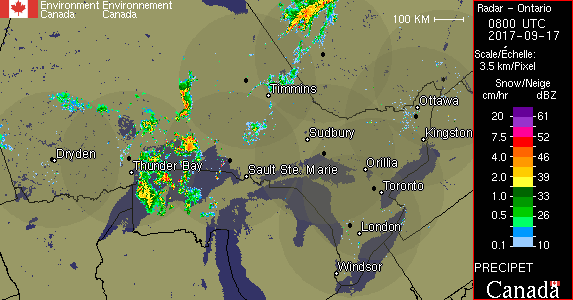 Environment Environnement
Canada Canada
100 KM
Timmins
Ottawa
Sudbury
Kingston
Dryden
Thunder Bay
Sault Ste. Marie
Orillia
Toronto
London
Windsor
Radar - Ontario
0800 UTC
2017-09-17
Scale/Échelle:
3.5 km/Pixel
Snow/Neige
cm/hr dBZ
20 61
7.5 52
4.0 46
2.0 39
1.0 33
0.5 26
0.1 10
PRECIPET
Canada